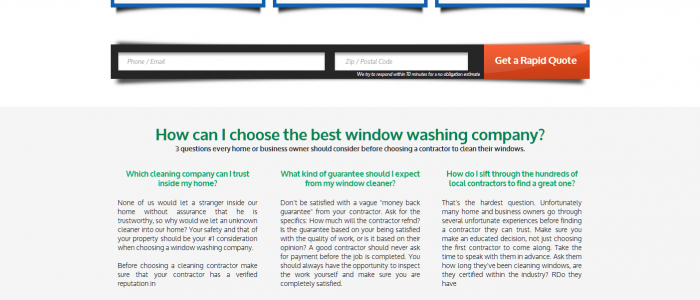 Phone / Email
Zip / Postal Code
Get a Rapid Quote
We try to respond within 10 minutes for a no obligation estimate
How can I choose the best window washing company?
3 questions every home or business owner should consider before choosing a contractor to clean their windows.
Which cleaning company can I trust
inside my home?
None of us would let a stranger inside our
home without assurance that he is
trustworthy, so why would we let an unknown
cleaner into our home? Your safety and that of
your property should be your #1 consideration
when choosing a window washing company.
Before choosing a cleaning contractor make
sure that your contractor has a verified
reputation in
What kind of guarantee should I expect
from my window cleaner?
Don't be satisfied with a vague "money back
guarantee" from your contractor. Ask for the
specifics: How much will the contractor refnd?
Is the guarantee based on your being satisfied
with the quality of work, or is it based on their
opinion? A good contractor should never ask
for payment before the job is completed. You
should always have the opportunity to inspect
the work yourself and make sure you are
completely satisfied.
How do I sift through the hundreds of
local contractors to find a great one?
That's the hardest question. Unfortunately
many home and business owners go through
several unfortunate experiences before finding
a contractor they can trust. Make sure you
make an educated decision, not just choosing
the first contractor to come along. Take the
time to speak with them in advance. Ask them
how long they've been cleaning windows, are
they certified within the industry? RDo they
have